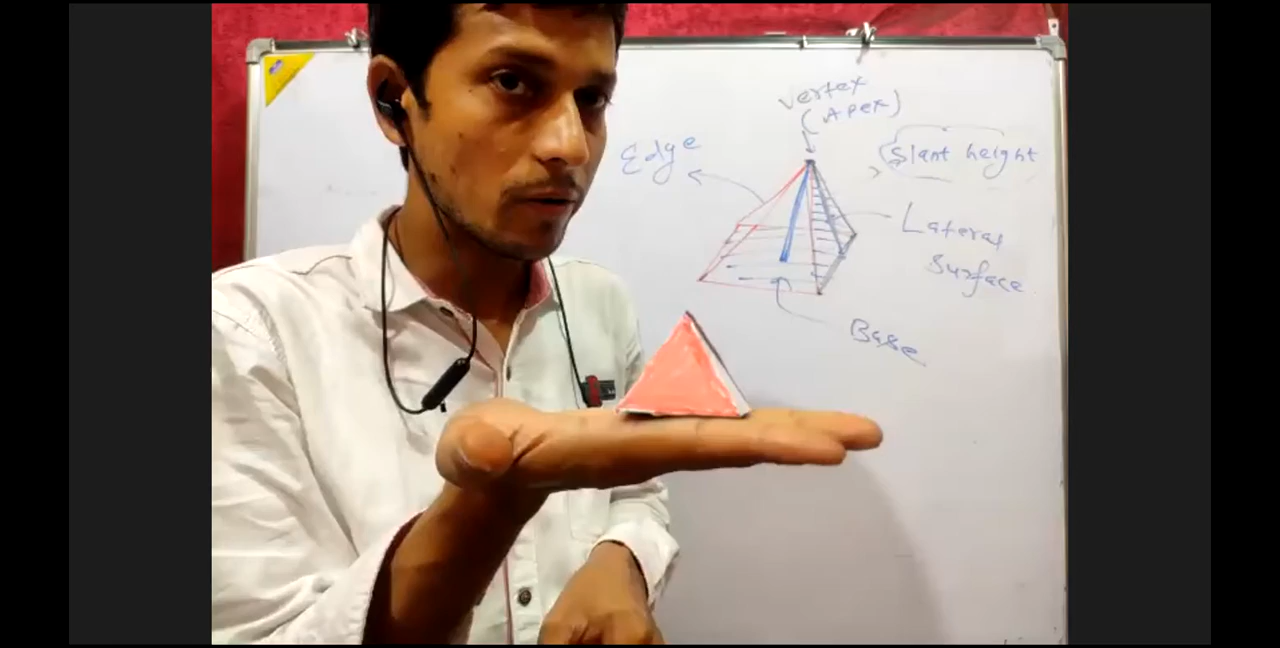 Vertex
(Apex)
Edge
(Slant height
Lateral
Surface
Base